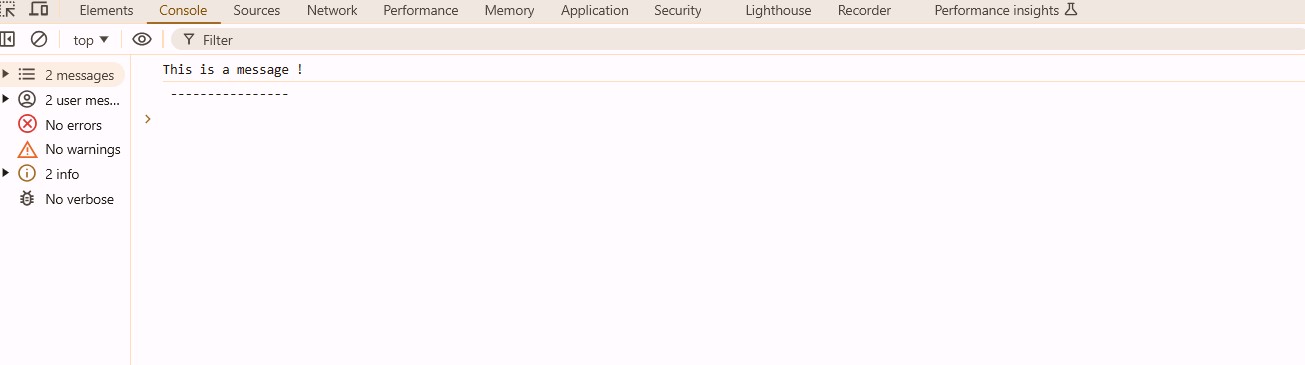 Elements Console Sources Network Performance Memory Application Security Lighthouse Recorder Performance insights
top Filter
2 messages
2 user mes...
No errors
No warnings
2 info
No verbose
This is a message !
----------------